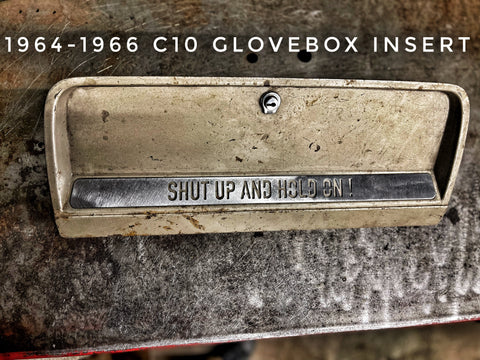 1964-1966 C10 GLOVEBOX INSERT
SHUT UP AND HOLD ON !